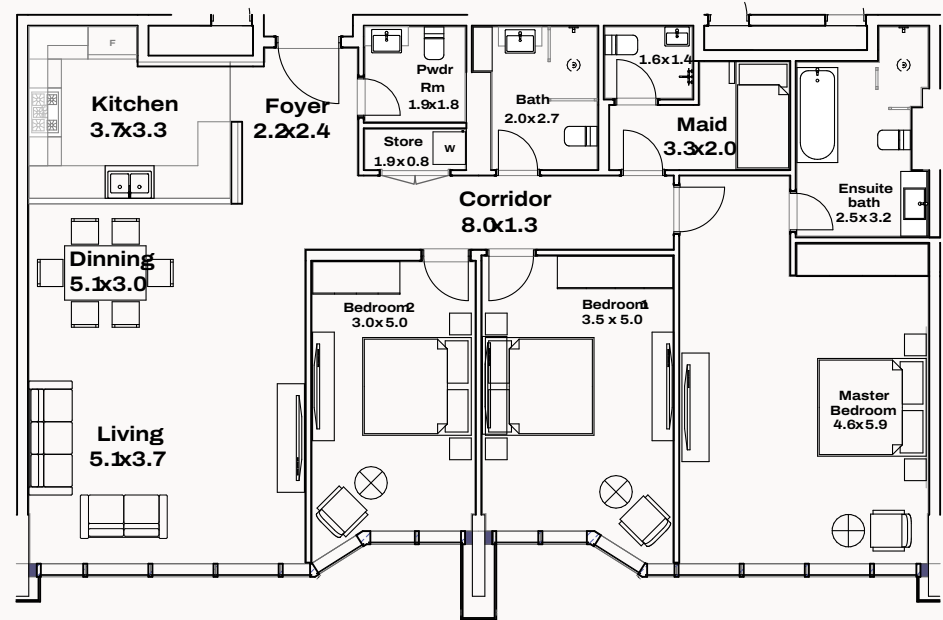 F
Kitchen
3.7x3.3
Foyer
2.2x2.4
Pwdr
Rm
1.9x1.8
Store
1.9x0.8
W
Bath
2.0x2.7
1.6x1.4
Maid
3.3x2.0
Ensuite
bath
2.5x3.2
Corridor
8.0x1.3
Dinning
5.1x3.0
Bedroom2
3.0x5.0
Bedroom1
3.5 x 5.0
Living
5.1x3.7
Master
Bedroom
4.6x5.9